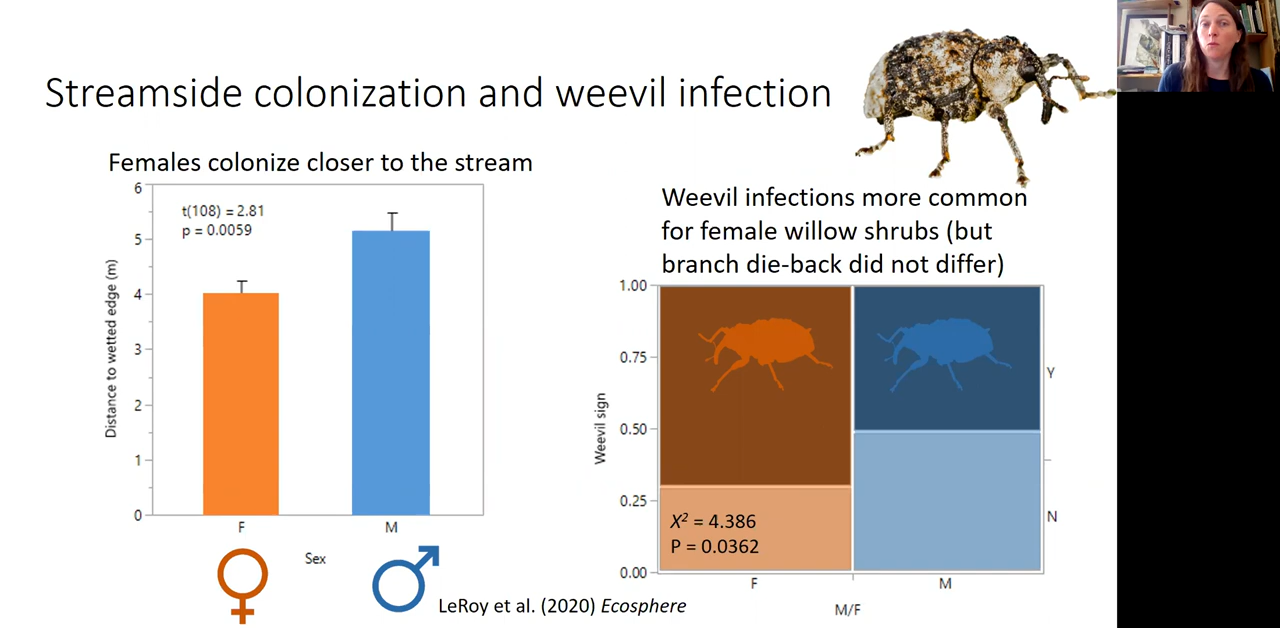 Streamside colonization and weevil infection
Females colonize closer to the stream
6
5
4
3
2
1
0
Distance to wetted edge (m)
t(108) = 2.81
p = 0.0059
F
M
Sex
LeRoy et al. (2020) Ecosphere
Weevil infections more common
for female willow shrubs (but
branch die-back did not differ)
1.00
0.75
0.50
0.25
0.00
Weevil sign
X² = 4.386
P = 0.0362
Y
N
F
M
M/F